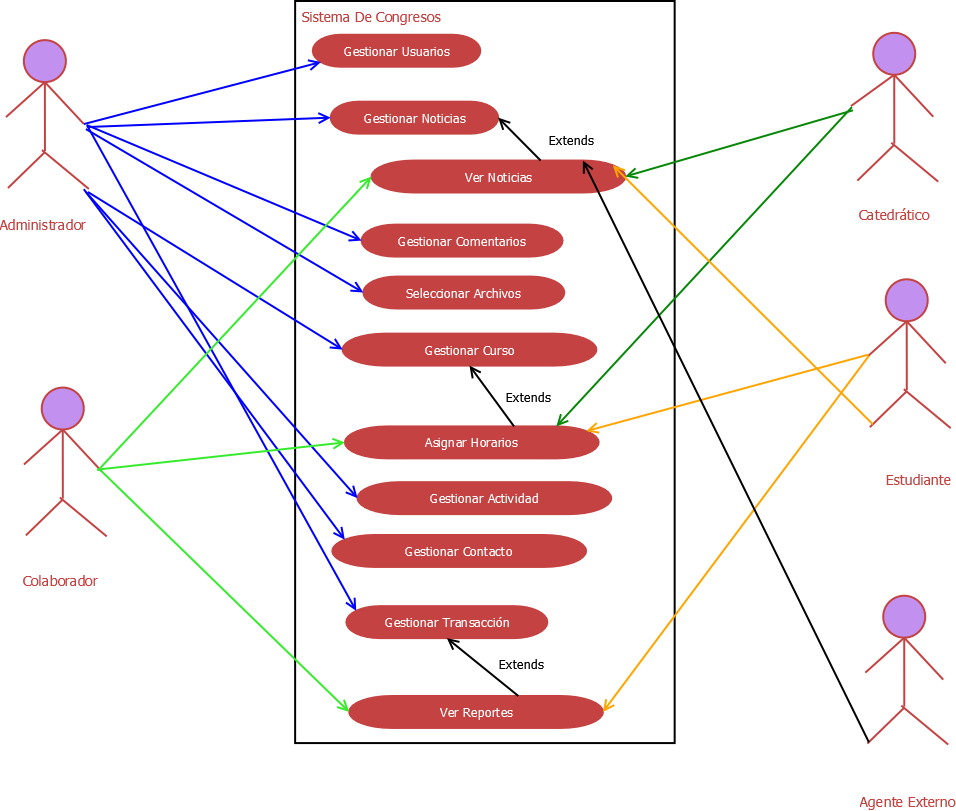 Sistema De Congresos
Gestionar Usuarios
Gestionar Noticias
Extends
Ver Noticias
Administrador
Catedrático
Gestionar Comentarios
Seleccionar Archivos
Gestionar Curso
Extends
Asignar Horarios
Estudiante
Gestionar Actividad
Gestionar Contacto
Colaborador
Gestionar Transacción
Extends
Ver Reportes
Agente Externo